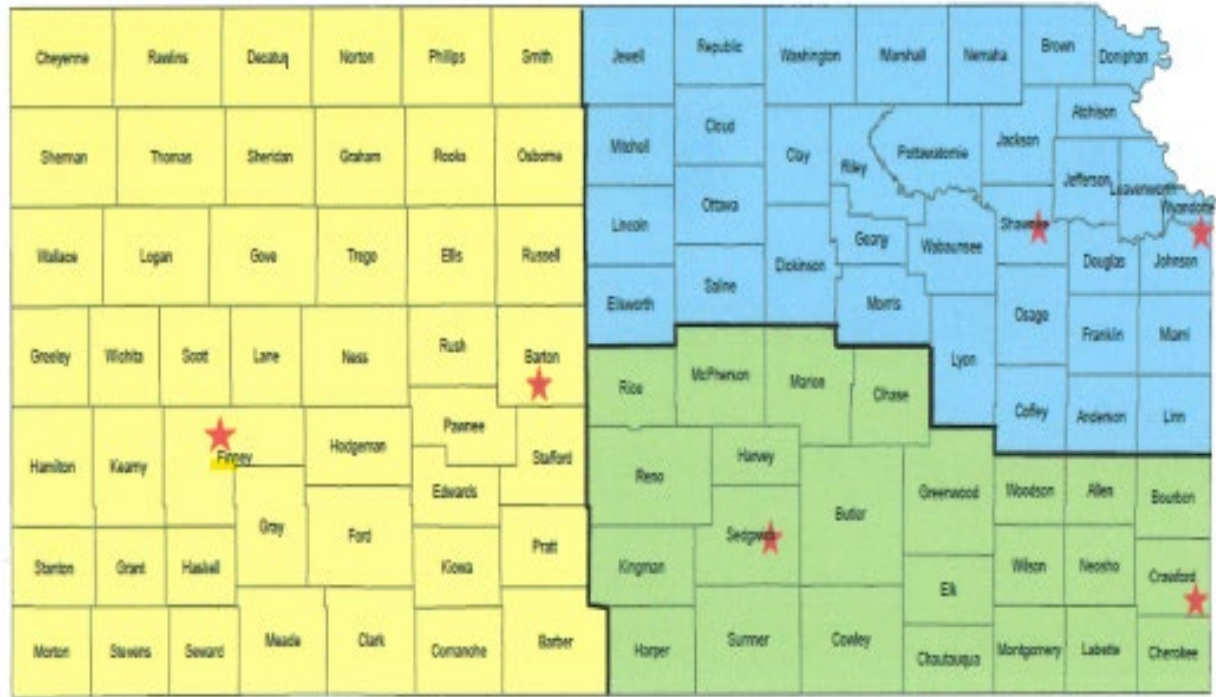 Cheyenne Rawlins Decatur Norton Phillips Smith Jewell Republic Washington Marshall Nemaha Brown Doniphan
Atchison
Sherman Thomas Sheridan Graham Rooks Osborne Mitchell Cloud Clay Riley Pottawatomie Jackson
Jefferson Leavenworth Wyandotte
Wallace Logan Gove Trego Ellis Russell Lincoln Ottawa Dickinson Geary Wabaunsee Shawnee Douglas Johnson
Ellsworth Saline Morris Osage
Greeley Wichita Scott Lane Ness Rush Barton Lyon Franklin Miami
Rice McPherson Marion Chase
Hamilton Kearny Finney Hodgeman Pawnee Stafford Coffey Anderson Linn
Edwards Reno Harvey Greenwood Woodson Allen Bourbon
Gray Ford Butler
Stanton Grant Haskell Kiowa Pratt Kingman Sedgwick Elk Wilson Neosho Crawford
Morton Stevens Seward Meade Clark Comanche Barber Harper Sumner Cowley Chautauqua Montgomery Labette Cherokee